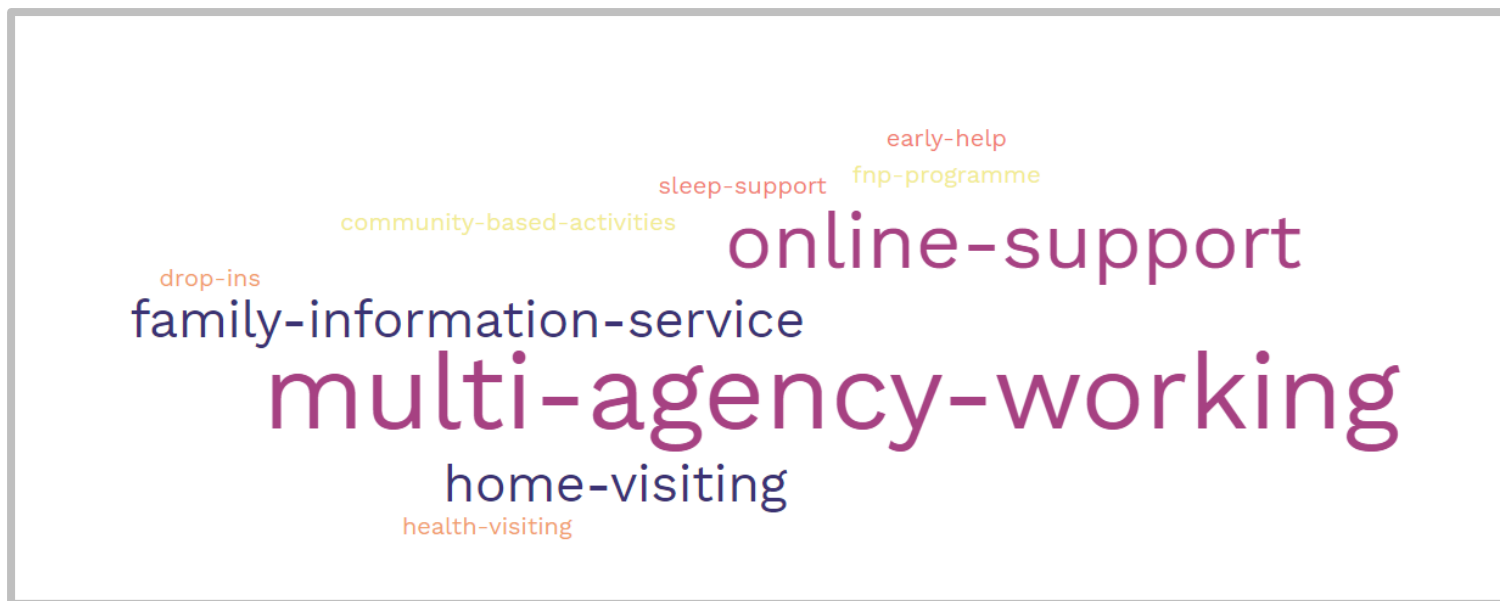 early-help
fnp-programme
sleep-support
community-based-activities
online-support
drop-ins
family-information-service
multi-agency-working
home-visiting
health-visiting